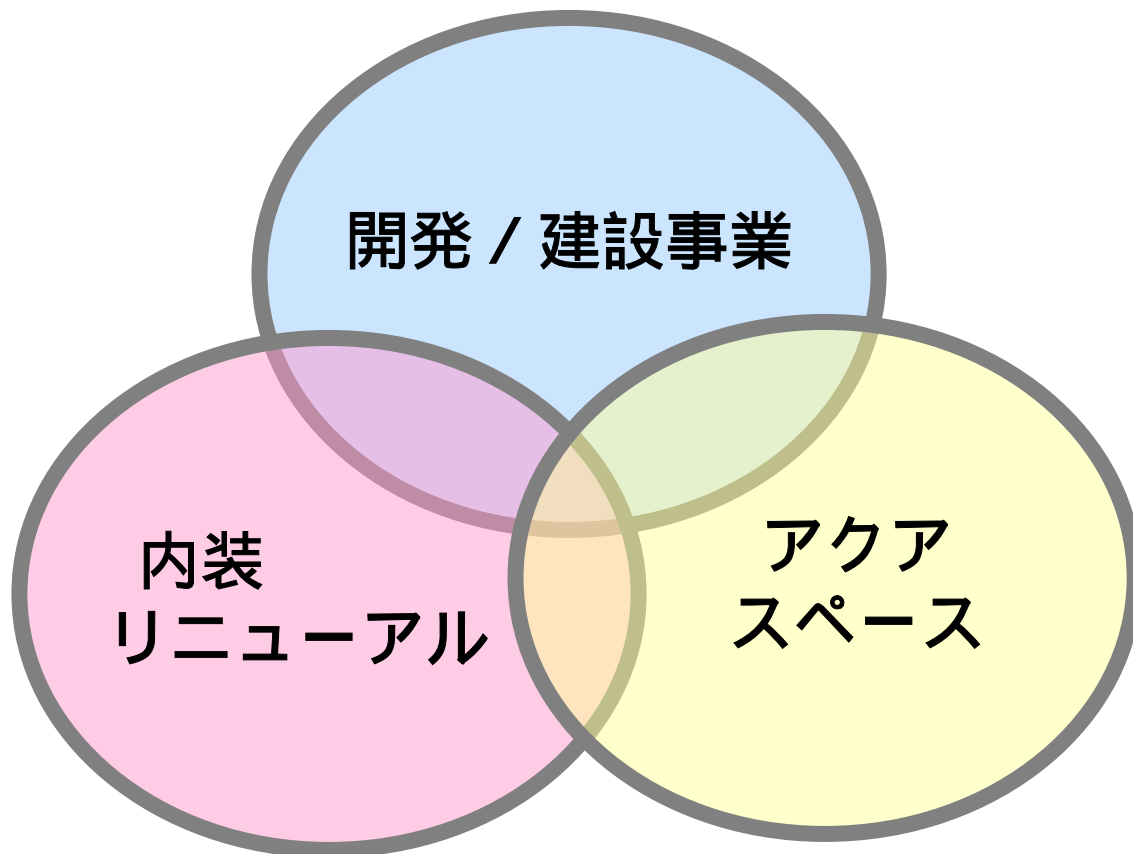 開発 / 建設事業
内装
リニューアル
アクア
スペース